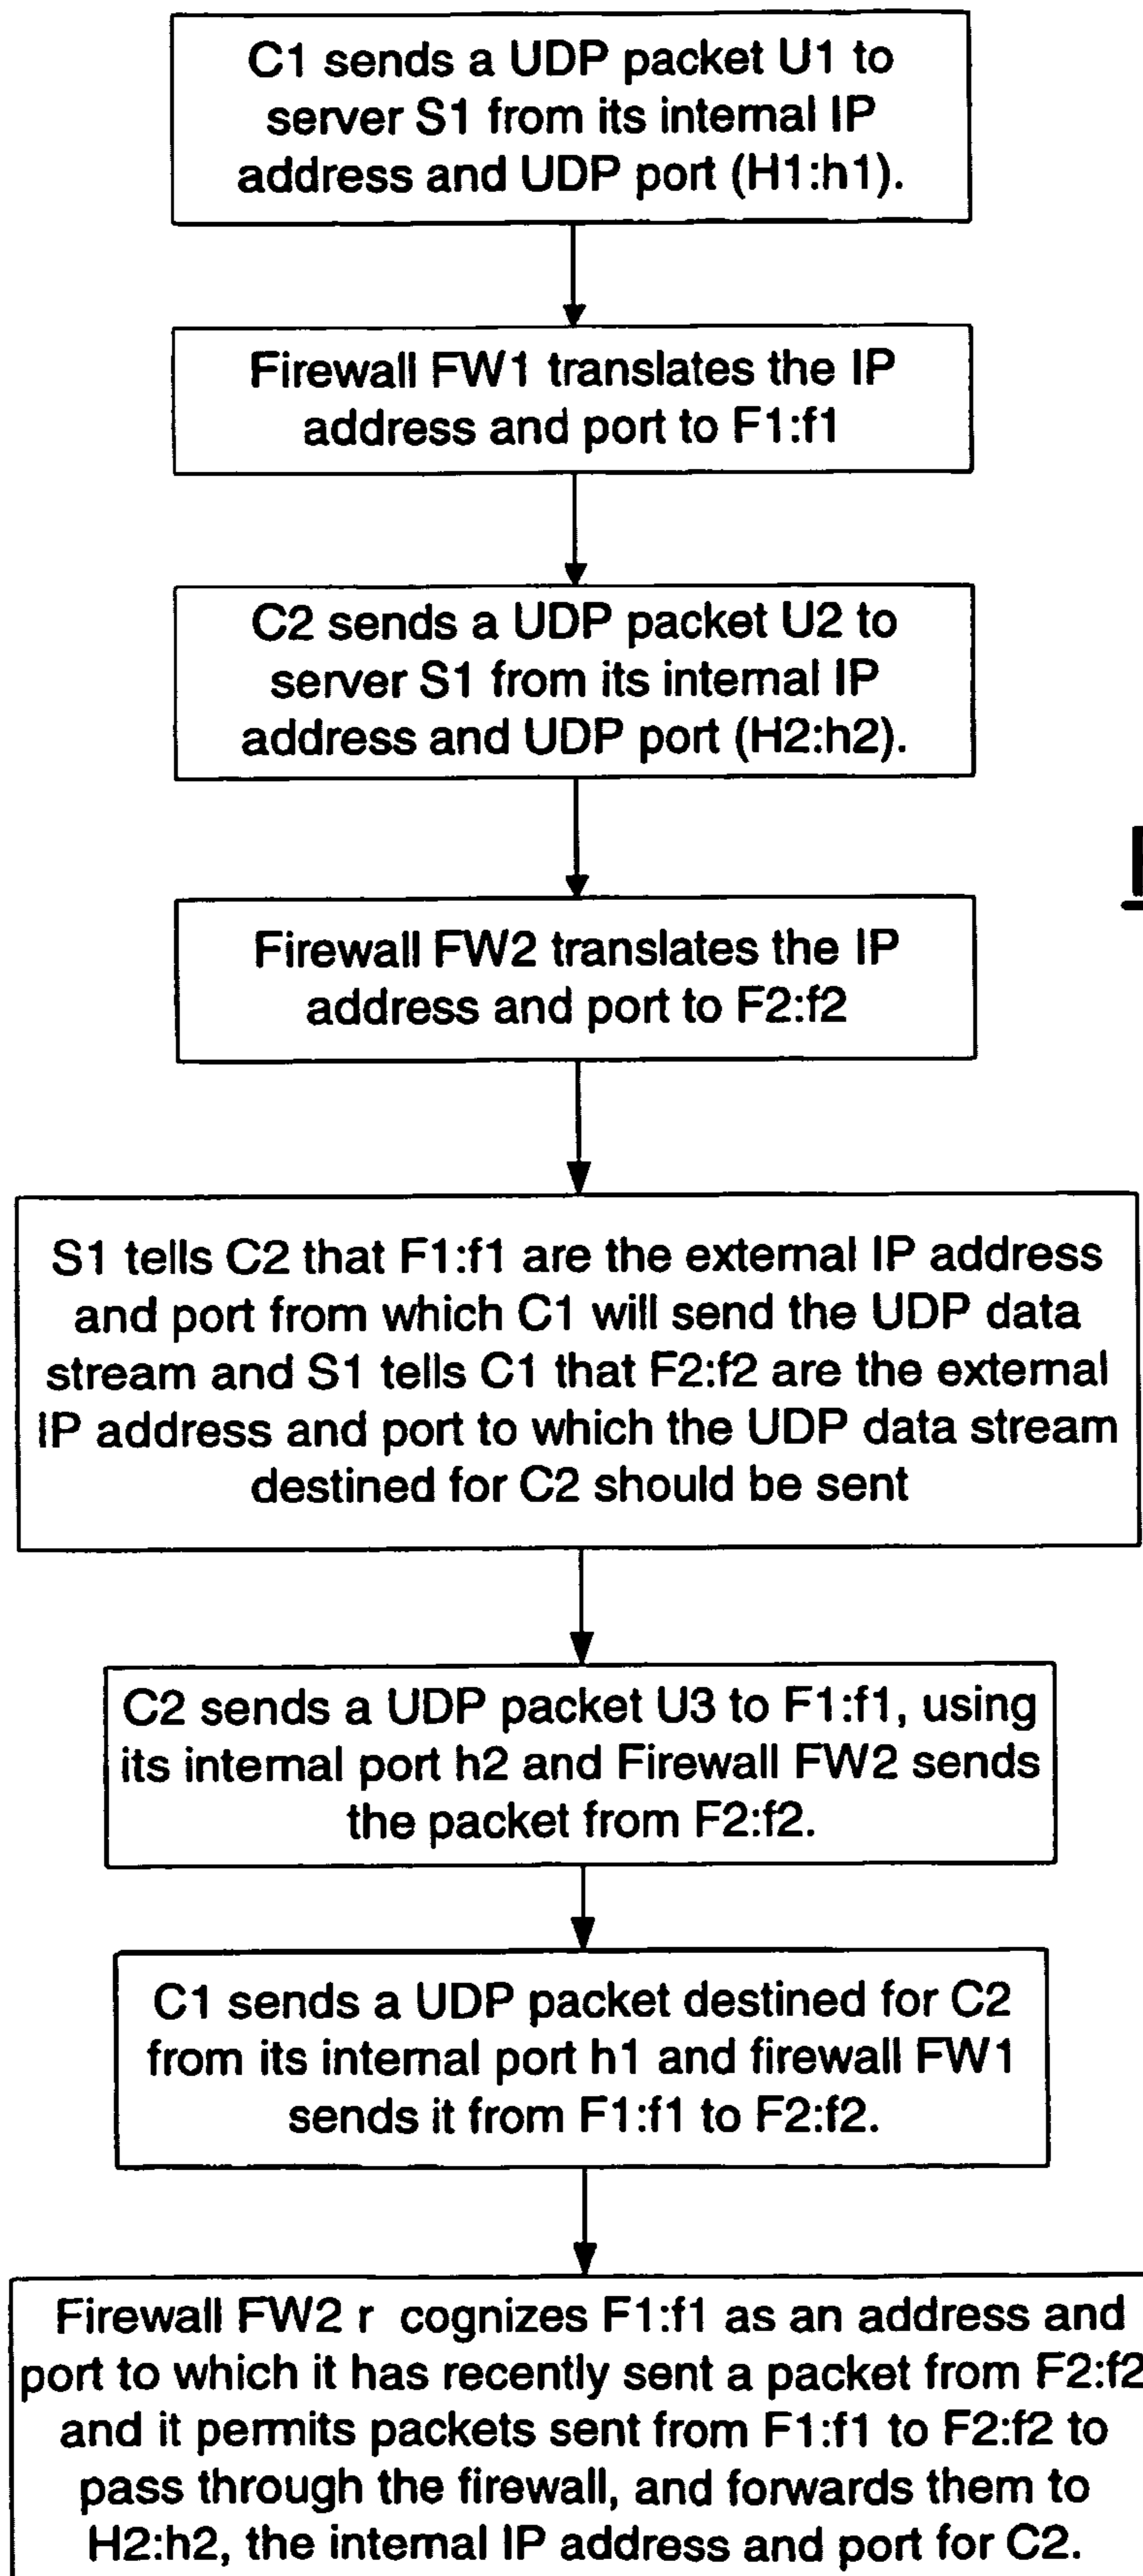 C1 sends a UDP packet U1 to
server S1 from its internal IP
address and UDP port (H1:h1).
Firewall FW1 translates the IP
address and port to F1:f1
C2 sends a UDP packet U2 to
server S1 from its internal IP
address and UDP port (H2:h2).
Firewall FW2 translates the IP
address and port to F2:f2
S1 tells C2 that F1:f1 are the external IP address
and port from which C1 will send the UDP data
stream and S1 tells C1 that F2:f2 are the external
IP address and port to which the UDP data stream
destined for C2 should be sent
C2 sends a UDP packet U3 to F1:f1, using
its internal port h2 and Firewall FW2 sends
the packet from F2:f2.
C1 sends a UDP packet destined for C2
from its internal port h1 and firewall FW1
sends it from F1:f1 to F2:f2.
Firewall FW2 r cognizes F1:f1 as an address and
port to which it has recently sent a packet from F2:f2
and it permits packets sent from F1:f1 to F2:f2 to
pass through the firewall, and forwards them to
H2:h2, the internal IP address and port for C2.